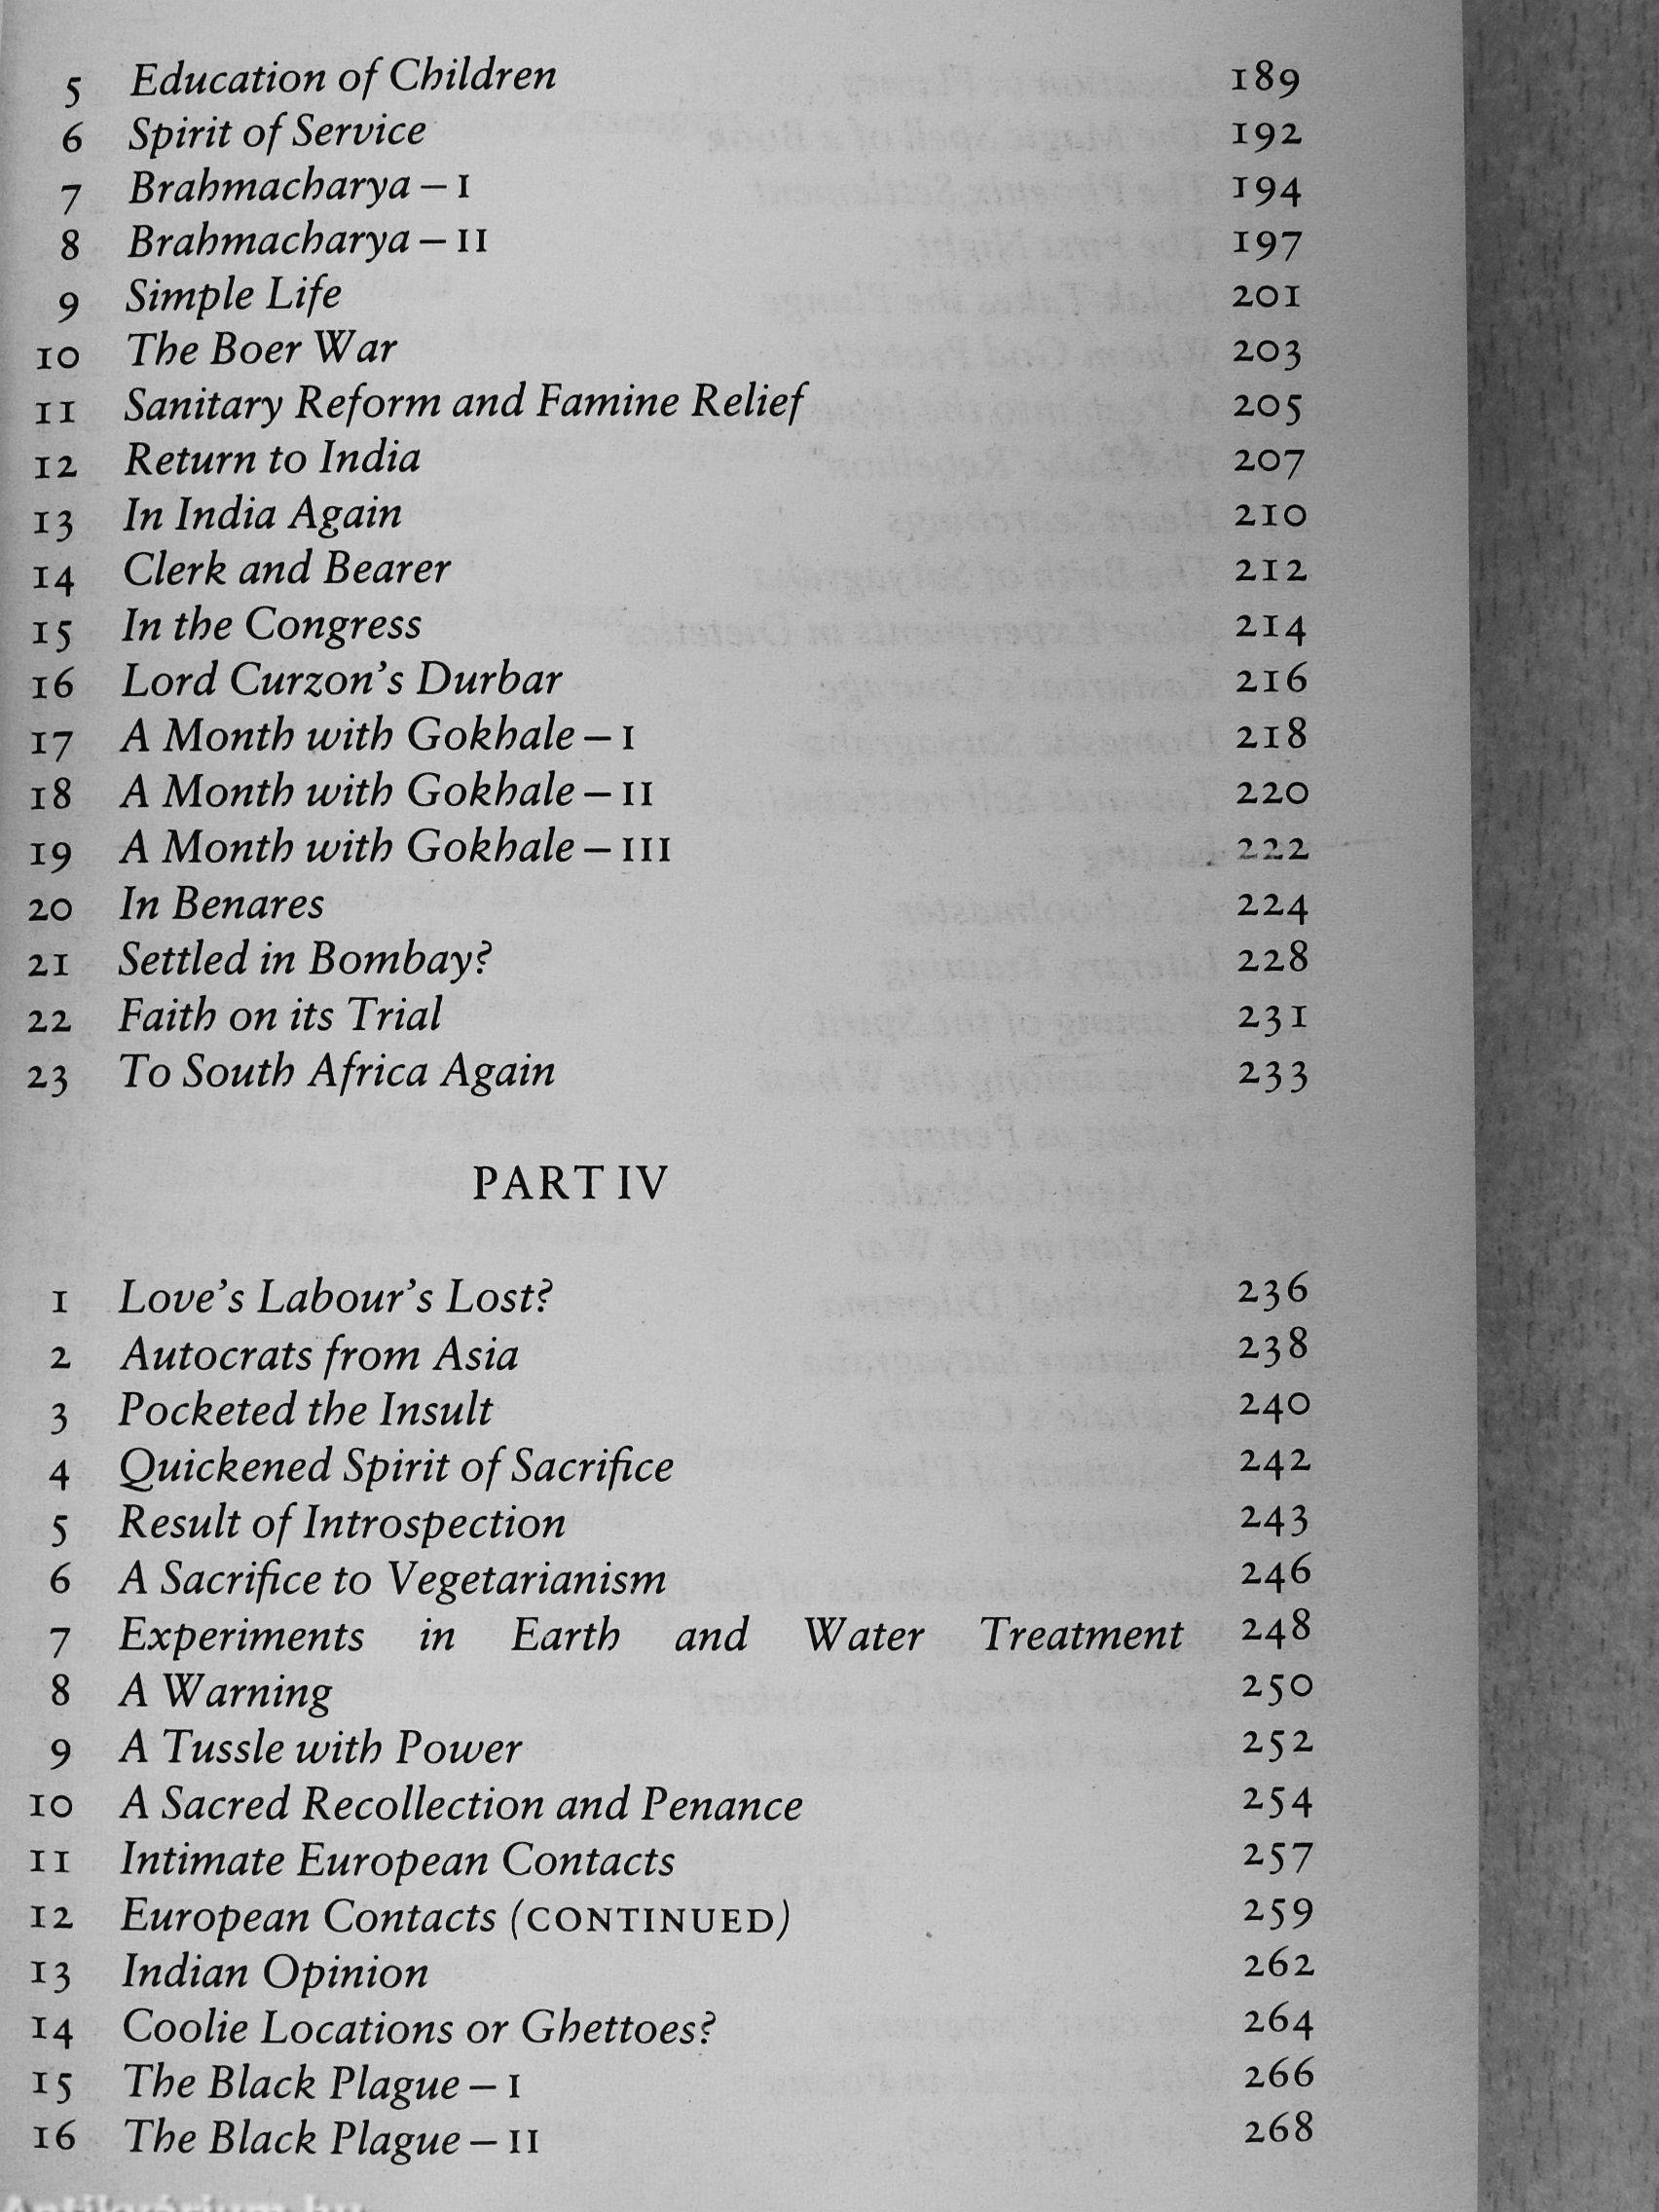 5 Education of Children 189
6 Spirit of Service 192
7 Brahmacharya – I 194
8 Brahmacharya – II 197
9 Simple Life 201
10 The Boer War 203
11 Sanitary Reform and Famine Relief 205
12 Return to India 207
13 In India Again 210
14 Clerk and Bearer 212
15 In the Congress 214
16 Lord Curzon's Durbar 216
17 A Month with Gokhale – I 218
18 A Month with Gokhale – II 220
19 A Month with Gokhale – III 222
20 In Benares 224
21 Settled in Bombay? 228
22 Faith on its Trial 231
23 To South Africa Again 233
PART IV
1 Love's Labour's Lost? 236
2 Autocrats from Asia 238
3 Pocketed the Insult 240
4 Quickened Spirit of Sacrifice 242
5 Result of Introspection 243
6 A Sacrifice to Vegetarianism 246
7 Experiments in Earth and Water Treatment 248
8 A Warning 250
9 A Tussle with Power 252
10 A Sacred Recollection and Penance 254
11 Intimate European Contacts 257
12 European Contacts (CONTINUED) 259
13 Indian Opinion 262
14 Coolie Locations or Ghettoes? 264
15 The Black Plague – I 266
16 The Black Plague – II 268